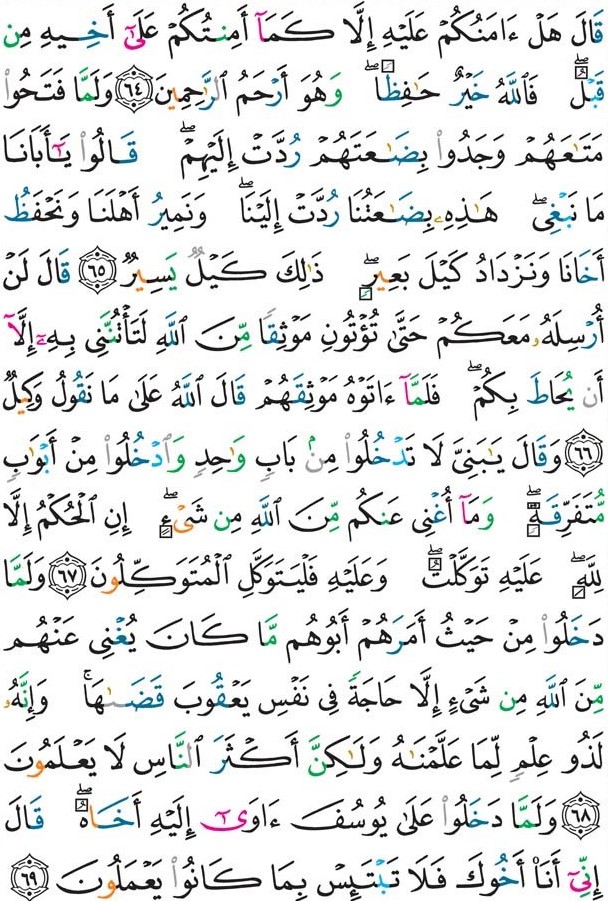 قَالَ هَلْ ءَامَنُكُمْ عَلَيْهِ إِلَّا كَمَآ أَمِنتُكُمْ عَلَىٰٓ أَخِيهِ مِن
قَبْلُ ۖ فَٱللَّهُ خَيْرٌ حَـٰفِظًا ۖ وَهُوَ أَرْحَمُ ٱلرَّٰحِمِينَ ٦٤ وَلَمَّا فَتَحُوا۟
مَتَـٰعَهُمْ وَجَدُوا۟ بِضَـٰعَتَهُمْ رُدَّتْ إِلَيْهِمْ ۖ قَالُوا۟ يَـٰٓأَبَانَا
مَا نَبْغِى ۖ هَـٰذِهِۦ بِضَـٰعَتُنَا رُدَّتْ إِلَيْنَا ۖ وَنَمِيرُ أَهْلَنَا وَنَحْفَظُ
أَخَانَا وَنَزْدَادُ كَيْلَ بَعِيرٍ ۖ ذَٰلِكَ كَيْلٌ يَسِيرٌ ٦٥ قَالَ لَنْ
أُرْسِلَهُۥ مَعَكُمْ حَتَّىٰ تُؤْتُونِ مَوْثِقًا مِّنَ ٱللَّهِ لَتَأْتُنَّنِى بِهِۦٓ إِلَّآ
أَن يُحَاطَ بِكُمْ ۖ فَلَمَّآ ءَاتَوْهُ مَوْثِقَهُمْ قَالَ ٱللَّهُ عَلَىٰ مَا نَقُولُ وَكِيلٌ
٦٦ وَقَالَ يَـٰبَنِىَّ لَا تَدْخُلُوا۟ مِنۢ بَابٍ وَٰحِدٍ وَٱدْخُلُوا۟ مِنْ أَبْوَٰبٍ
مُّتَفَرِّقَةٍ ۖ وَمَآ أُغْنِى عَنكُم مِّنَ ٱللَّهِ مِن شَىْءٍ ۖ إِنِ ٱلْحُكْمُ إِلَّا
لِلَّهِ ۖ عَلَيْهِ تَوَكَّلْتُ ۖ وَعَلَيْهِ فَلْيَتَوَكَّلِ ٱلْمُتَوَكِّلُونَ ٦٧ وَلَمَّا
دَخَلُوا۟ مِنْ حَيْثُ أَمَرَهُمْ أَبُوهُم مَّا كَانَ يُغْنِى عَنْهُم
مِّنَ ٱللَّهِ مِن شَىْءٍ إِلَّا حَاجَةً فِى نَفْسِ يَعْقُوبَ قَضَىٰهَا ۚ وَإِنَّهُۥ
لَذُو عِلْمٍ لِّمَا عَلَّمْنَـٰهُ وَلَـٰكِنَّ أَكْثَرَ ٱلنَّاسِ لَا يَعْلَمُونَ
٦٨ وَلَمَّا دَخَلُوا۟ عَلَىٰ يُوسُفَ ءَاوَىٰٓ إِلَيْهِ أَخَاهُ ۖ قَالَ
إِنِّىٓ أَنَا۠ أَخُوكَ فَلَا تَبْتَئِسْ بِمَا كَانُوا۟ يَعْمَلُونَ ٦٩